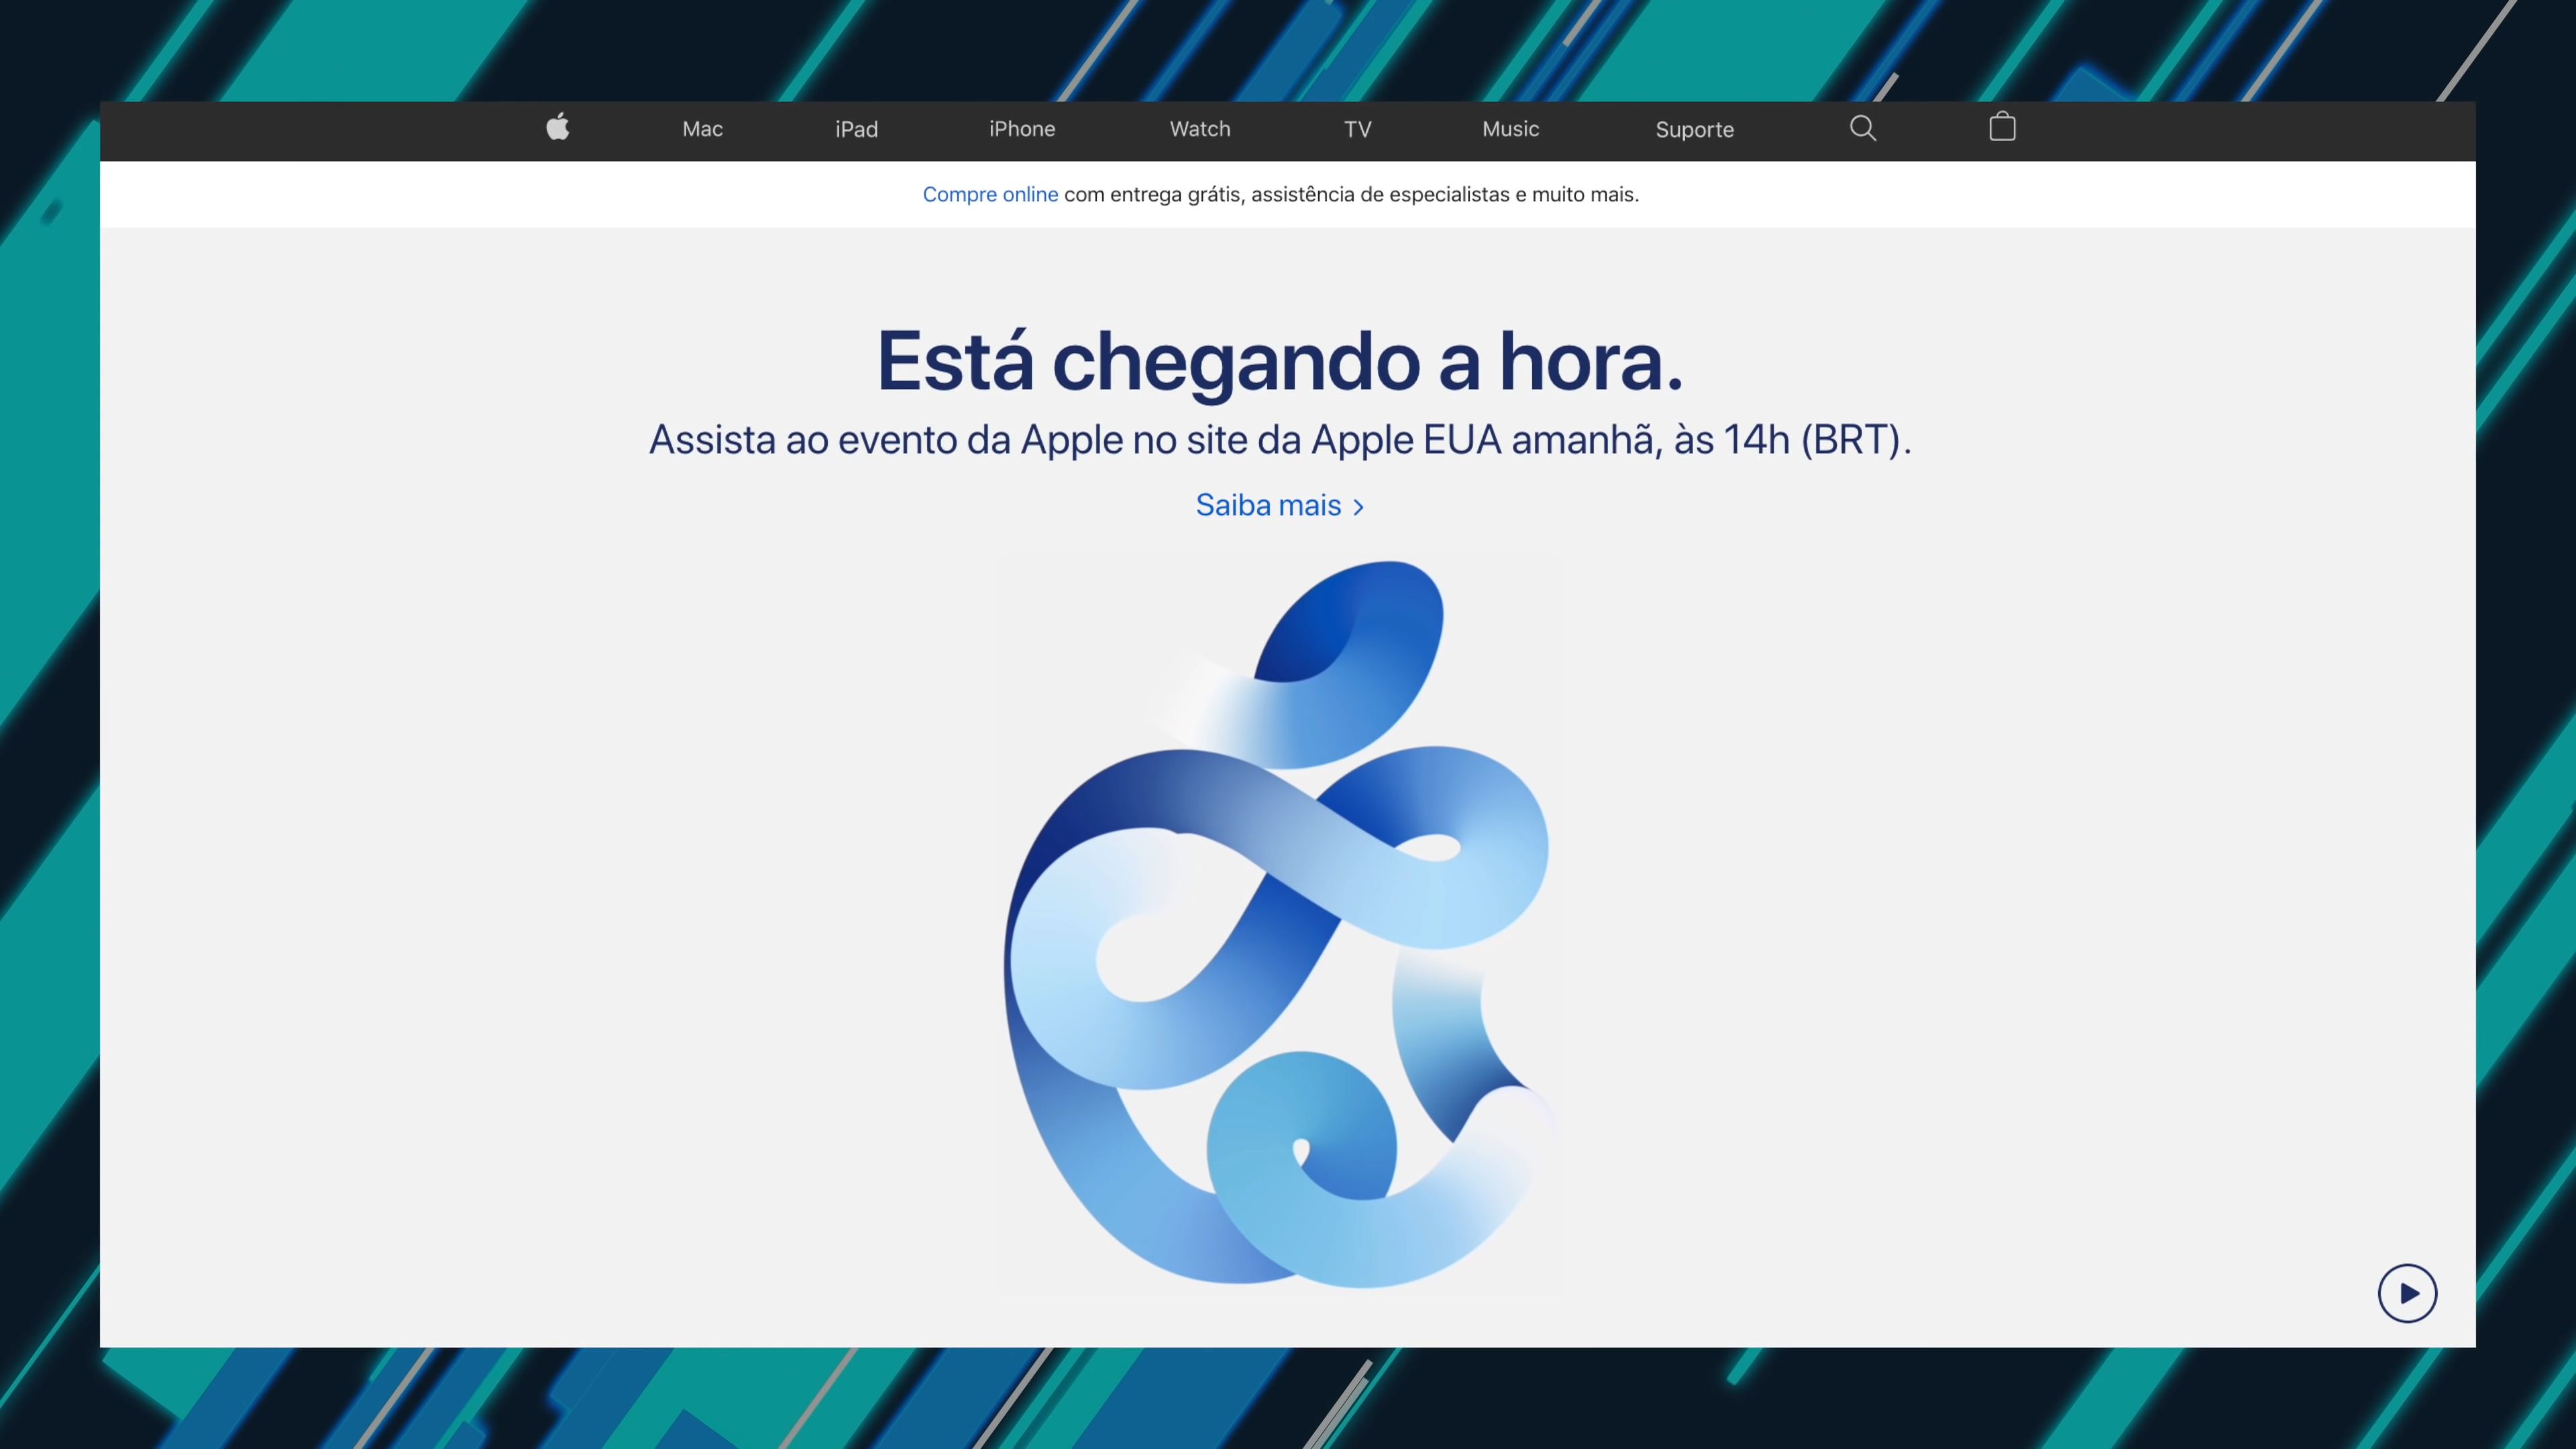 Mac iPad iPhone Watch TV Music Suporte
Compre online com entrega grátis, assistência de especialistas e muito mais.
Está chegando a hora.
Assista ao evento da Apple no site da Apple EUA amanhã, às 14h (BRT).
Saiba mais >